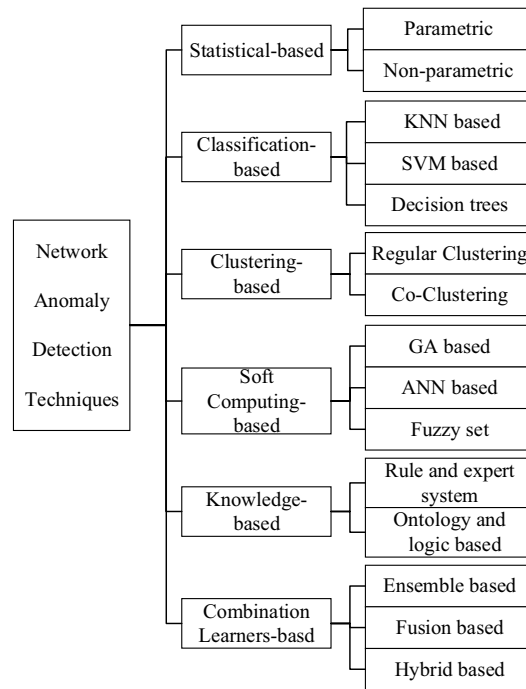 Network
Anomaly
Detection
Techniques
Statistical-based
Parametric
Non-parametric
Classification-
based
KNN based
SVM based
Decision trees
Clustering-
based
Regular Clustering
Co-Clustering
Soft
Computing-
based
GA based
ANN based
Fuzzy set
Knowledge-
based
Rule and expert
system
Ontology and
logic based
Combination
Learners-basd
Ensemble based
Fusion based
Hybrid based